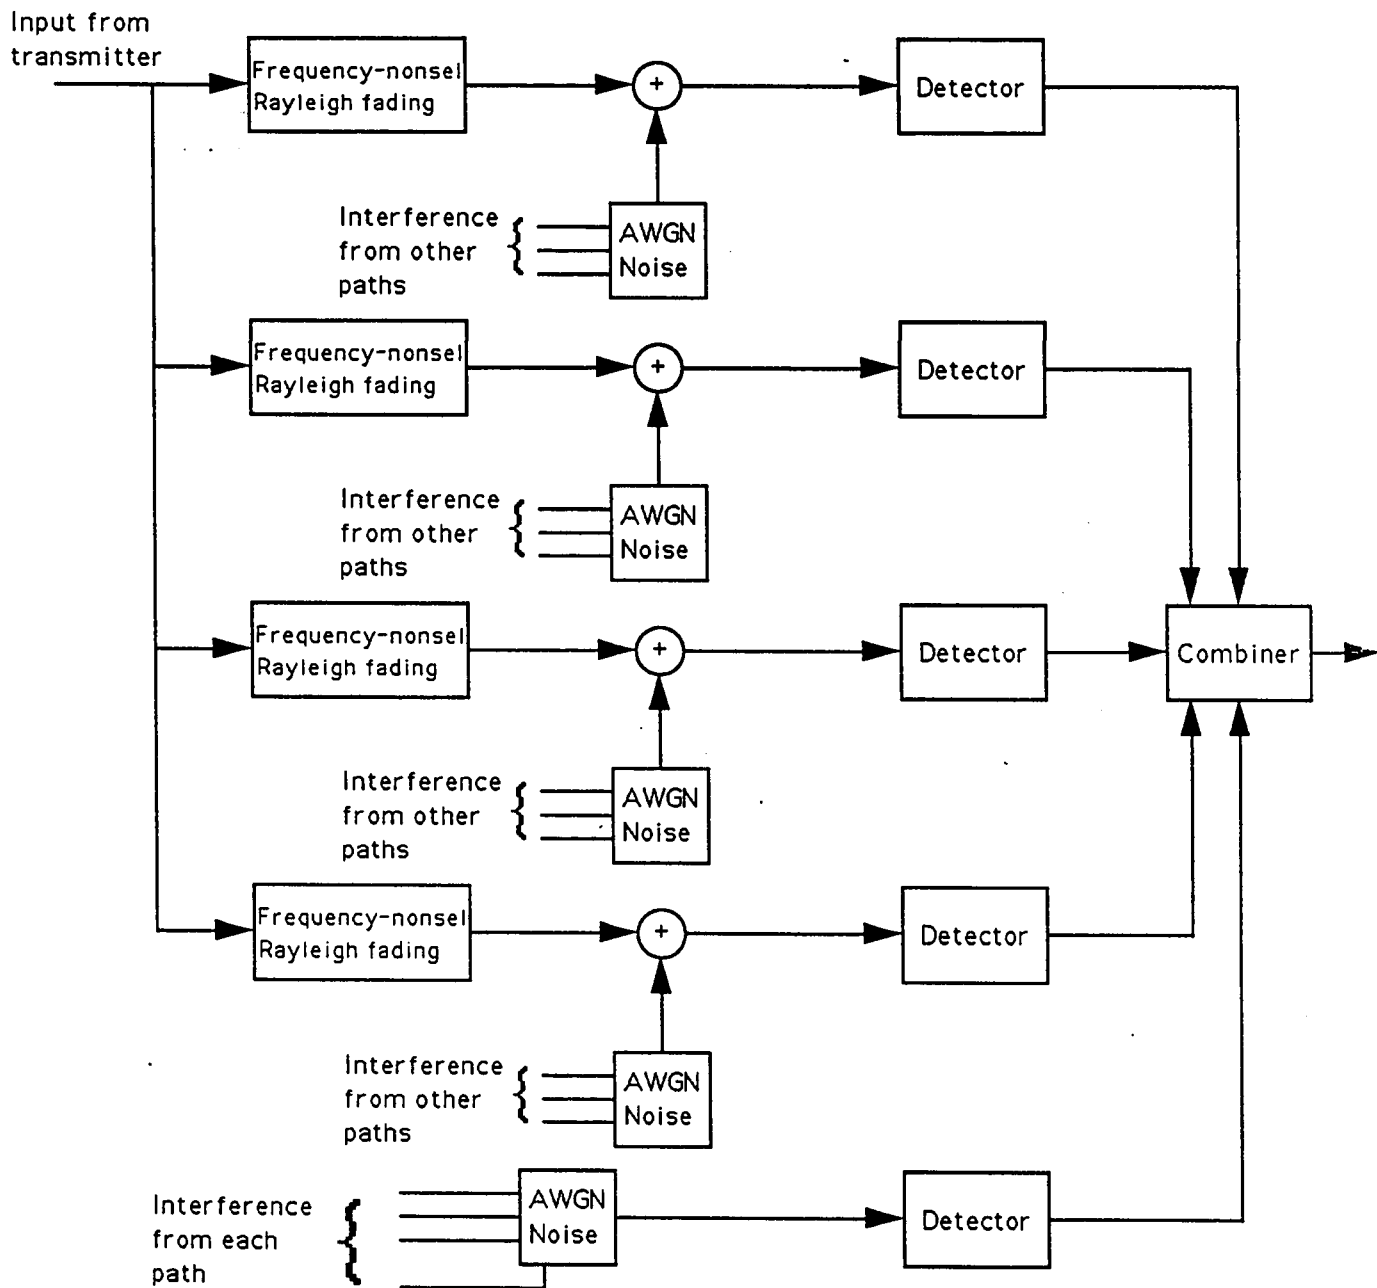 Input from
transmitter
Frequency-nonsel
Rayleigh fading
+
Detector
Interference
from other
paths
AWGN
Noise
Frequency-nonsel
Rayleigh fading
+
Detector
Interference
from other
paths
AWGN
Noise
Frequency-nonsel
Rayleigh fading
+
Detector
Combiner
Interference
from other
paths
AWGN
Noise
Frequency-nonsel
Rayleigh fading
+
Detector
Interference
from other
paths
AWGN
Noise
Interference
from each
path
AWGN
Noise
Detector